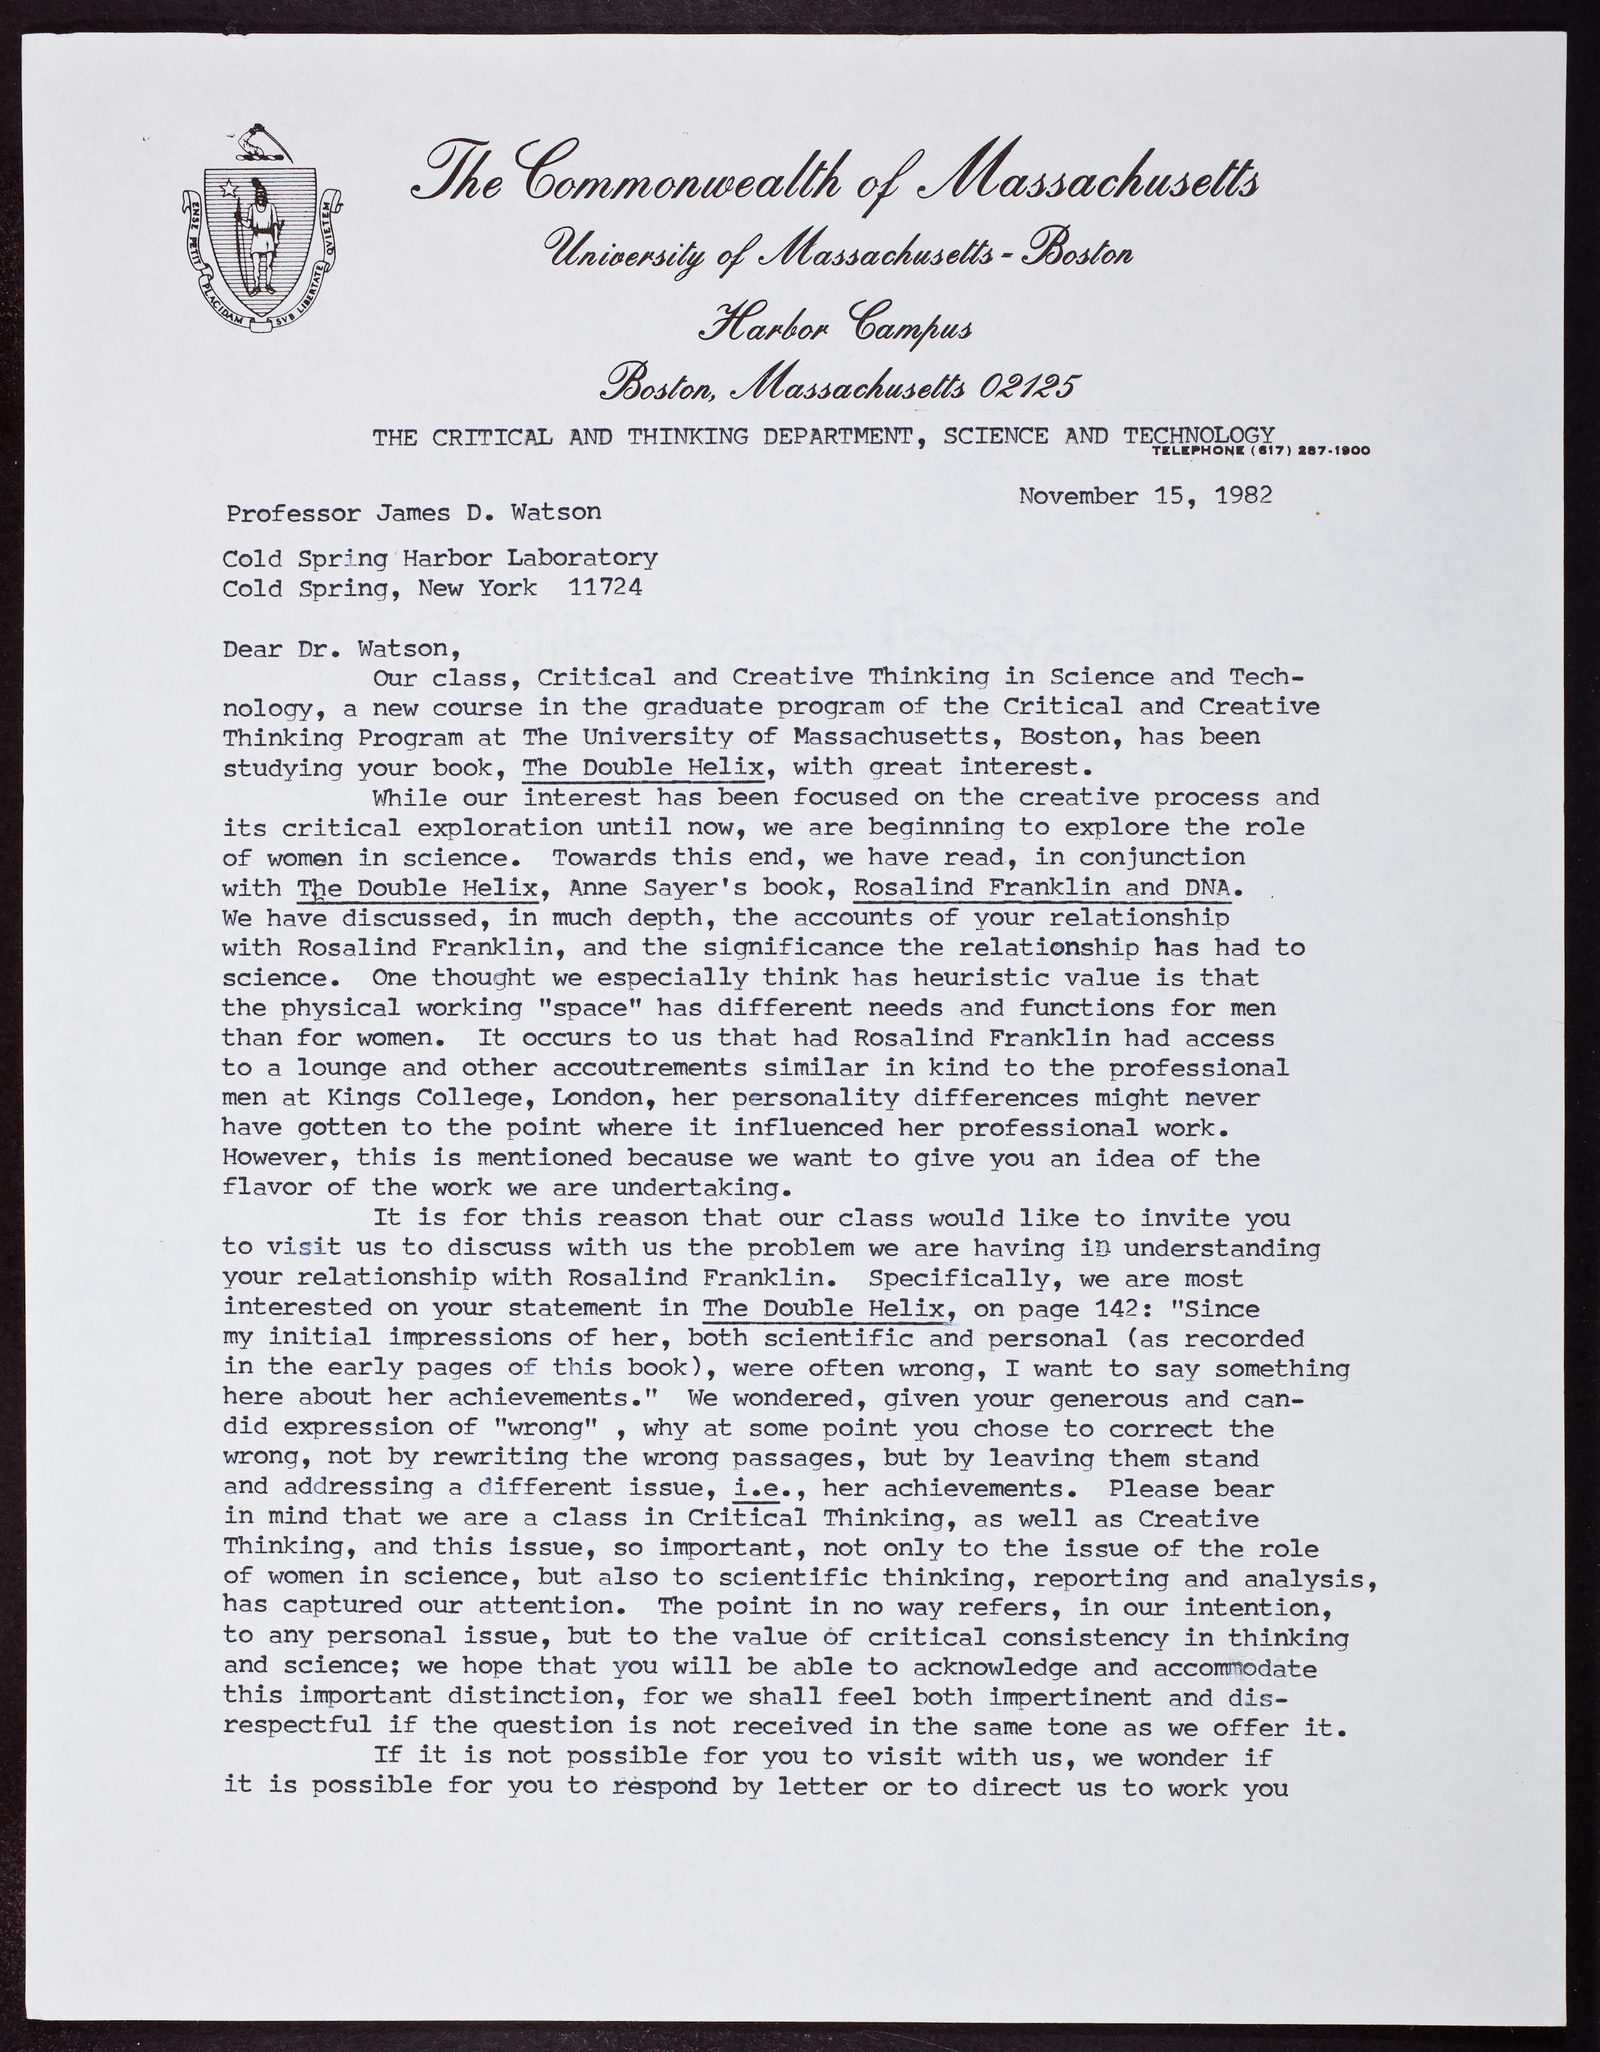 The Commonwealth of Massachusetts
University of Massachusetts - Boston
Harbor Campus
Boston, Massachusetts 02125
ENSE PETIT PLACIDAM SVB LIBERTATE QVIETEM
THE CRITICAL AND THINKING DEPARTMENT, SCIENCE AND TECHNOLOGY
TELEPHONE (617) 287-1900
November 15, 1982
Professor James D. Watson
Cold Spring Harbor Laboratory
Cold Spring, New York  11724
Dear Dr. Watson,
Our class, Critical and Creative Thinking in Science and Tech-
nology, a new course in the graduate program of the Critical and Creative
Thinking Program at The University of Massachusetts, Boston, has been
studying your book, The Double Helix, with great interest.
While our interest has been focused on the creative process and
its critical exploration until now, we are beginning to explore the role
of women in science.  Towards this end, we have read, in conjunction
with The Double Helix, Anne Sayer's book, Rosalind Franklin and DNA.
We have discussed, in much depth, the accounts of your relationship
with Rosalind Franklin, and the significance the relationship has had to
science.  One thought we especially think has heuristic value is that
the physical working "space" has different needs and functions for men
than for women.  It occurs to us that had Rosalind Franklin had access
to a lounge and other accoutrements similar in kind to the professional
men at Kings College, London, her personality differences might never
have gotten to the point where it influenced her professional work.
However, this is mentioned because we want to give you an idea of the
flavor of the work we are undertaking.
It is for this reason that our class would like to invite you
to visit us to discuss with us the problem we are having in understanding
your relationship with Rosalind Franklin.  Specifically, we are most
interested on your statement in The Double Helix, on page 142: "Since
my initial impressions of her, both scientific and personal (as recorded
in the early pages of this book), were often wrong, I want to say something
here about her achievements."  We wondered, given your generous and can-
did expression of "wrong" , why at some point you chose to correct the
wrong, not by rewriting the wrong passages, but by leaving them stand
and addressing a different issue, i.e., her achievements.  Please bear
in mind that we are a class in Critical Thinking, as well as Creative
Thinking, and this issue, so important, not only to the issue of the role
of women in science, but also to scientific thinking, reporting and analysis,
has captured our attention.  The point in no way refers, in our intention,
to any personal issue, but to the value of critical consistency in thinking
and science; we hope that you will be able to acknowledge and accommodate
this important distinction, for we shall feel both impertinent and dis-
respectful if the question is not received in the same tone as we offer it.
If it is not possible for you to visit with us, we wonder if
it is possible for you to respond by letter or to direct us to work you